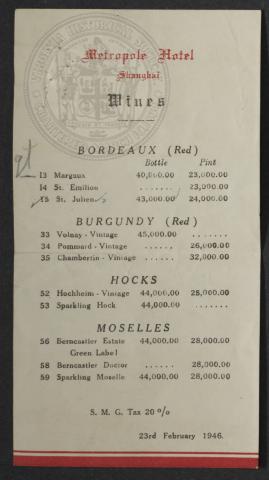 Metropole Hotel
Shanghai
Wines
BORDEAUX (Red)
Bottle Pint
13 Margaux 40,000.00 23,000.00
14 St. Emilion ....... 23,000.00
15 St. Julien 43,000.00 24,000.00
BURGUNDY (Red)
33 Volnay - Vintage 45,000.00 .......
34 Pommard - Vintage ...... 26,000.00
35 Chambertin - Vintage ...... 32,000.00
HOCKS
52 Hochheim - Vintage 44,000.00 28,000.00
53 Sparkling Hock 44,000.00 .......
MOSELLES
56 Berncastler Estate 44,000.00 28,000.00
Green Label
58 Berncastler Doctor ...... 28,000.00
59 Sparkling Moselle 44,000.00 28,000.00
S. M. G. Tax 20 %
23rd February 1946.